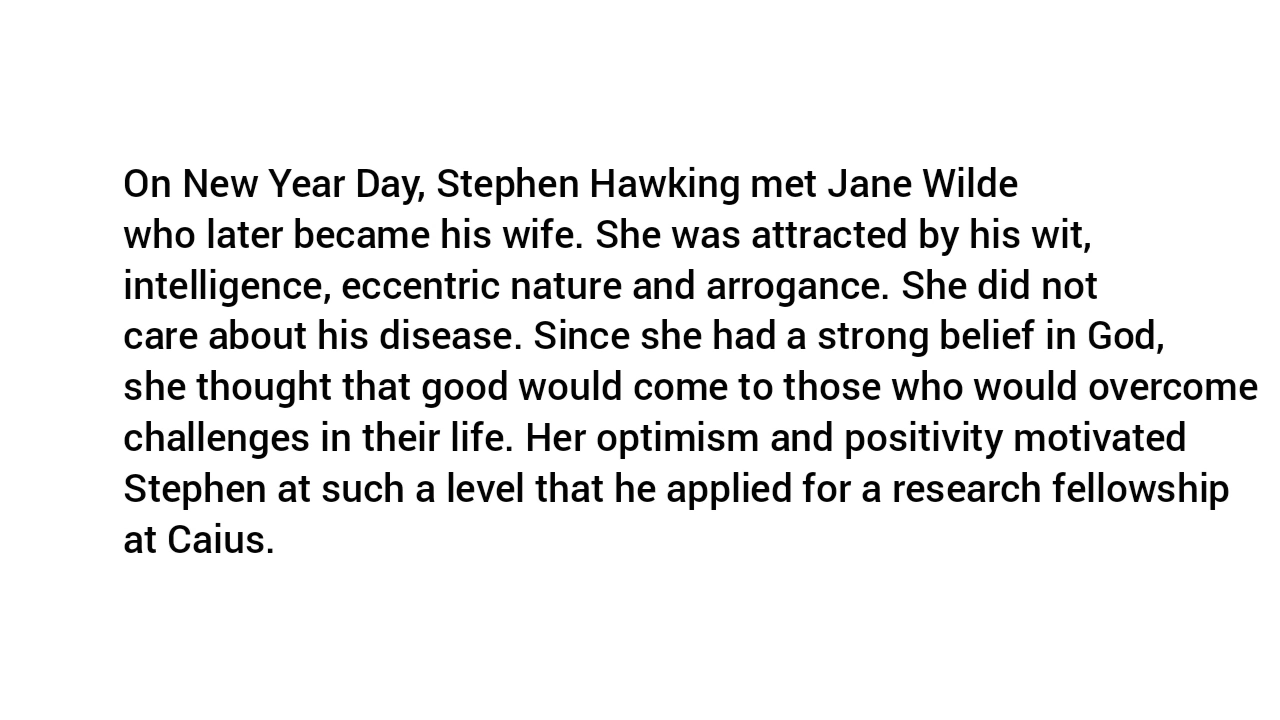 On New Year Day, Stephen Hawking met Jane Wilde
who later became his wife. She was attracted by his wit,
intelligence, eccentric nature and arrogance. She did not
care about his disease. Since she had a strong belief in God,
she thought that good would come to those who would overcome
challenges in their life. Her optimism and positivity motivated
Stephen at such a level that he applied for a research fellowship
at Caius.